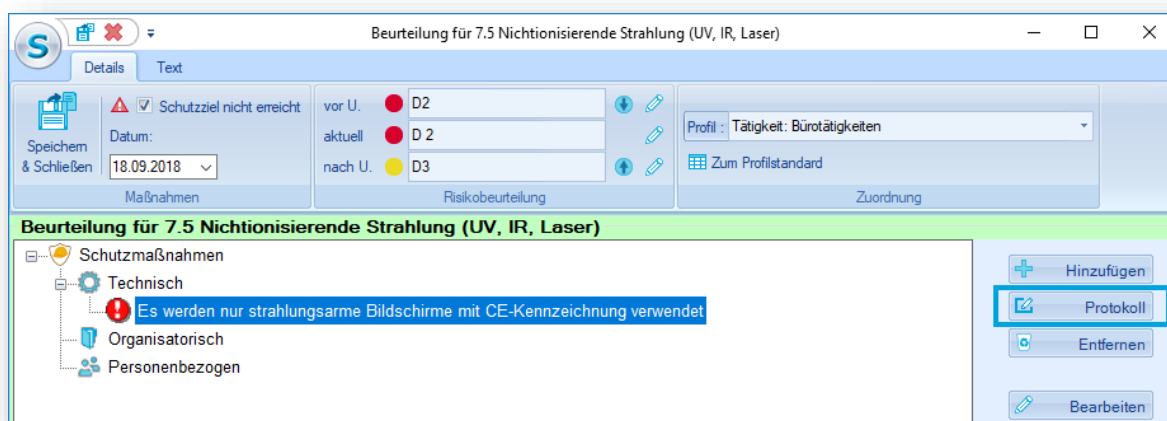 S
Beurteilung für 7.5 Nichtionisierende Strahlung (UV, IR, Laser)
Details Text
Speichern & Schließen
Schutzziel nicht erreicht
Datum:
18.09.2018
Maßnahmen
vor U. D2
aktuell D 2
nach U. D3
Risikobeurteilung
Profil : Tätigkeit: Bürotätigkeiten
Zum Profilstandard
Zuordnung
Beurteilung für 7.5 Nichtionisierende Strahlung (UV, IR, Laser)
Schutzmaßnahmen
Technisch
Es werden nur strahlungsarme Bildschirme mit CE-Kennzeichnung verwendet
Organisatorisch
Personenbezogen
Hinzufügen
Protokoll
Entfernen
Bearbeiten